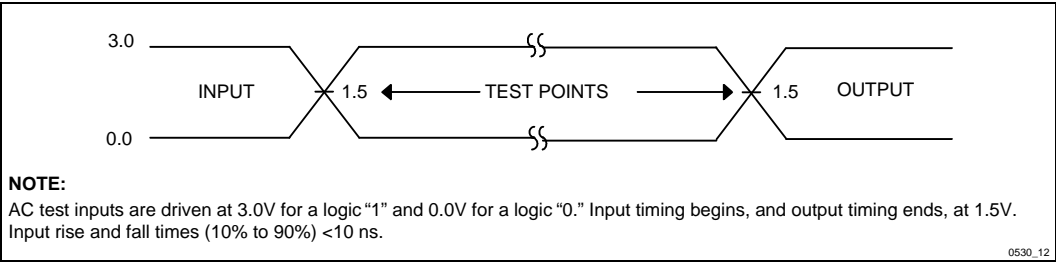 3.0
INPUT 1.5 TEST POINTS 1.5 OUTPUT
0.0
NOTE:
AC test inputs are driven at 3.0V for a logic “1” and 0.0V for a logic “0.” Input timing begins, and output timing ends, at 1.5V.
Input rise and fall times (10% to 90%) <10 ns.
0530_12